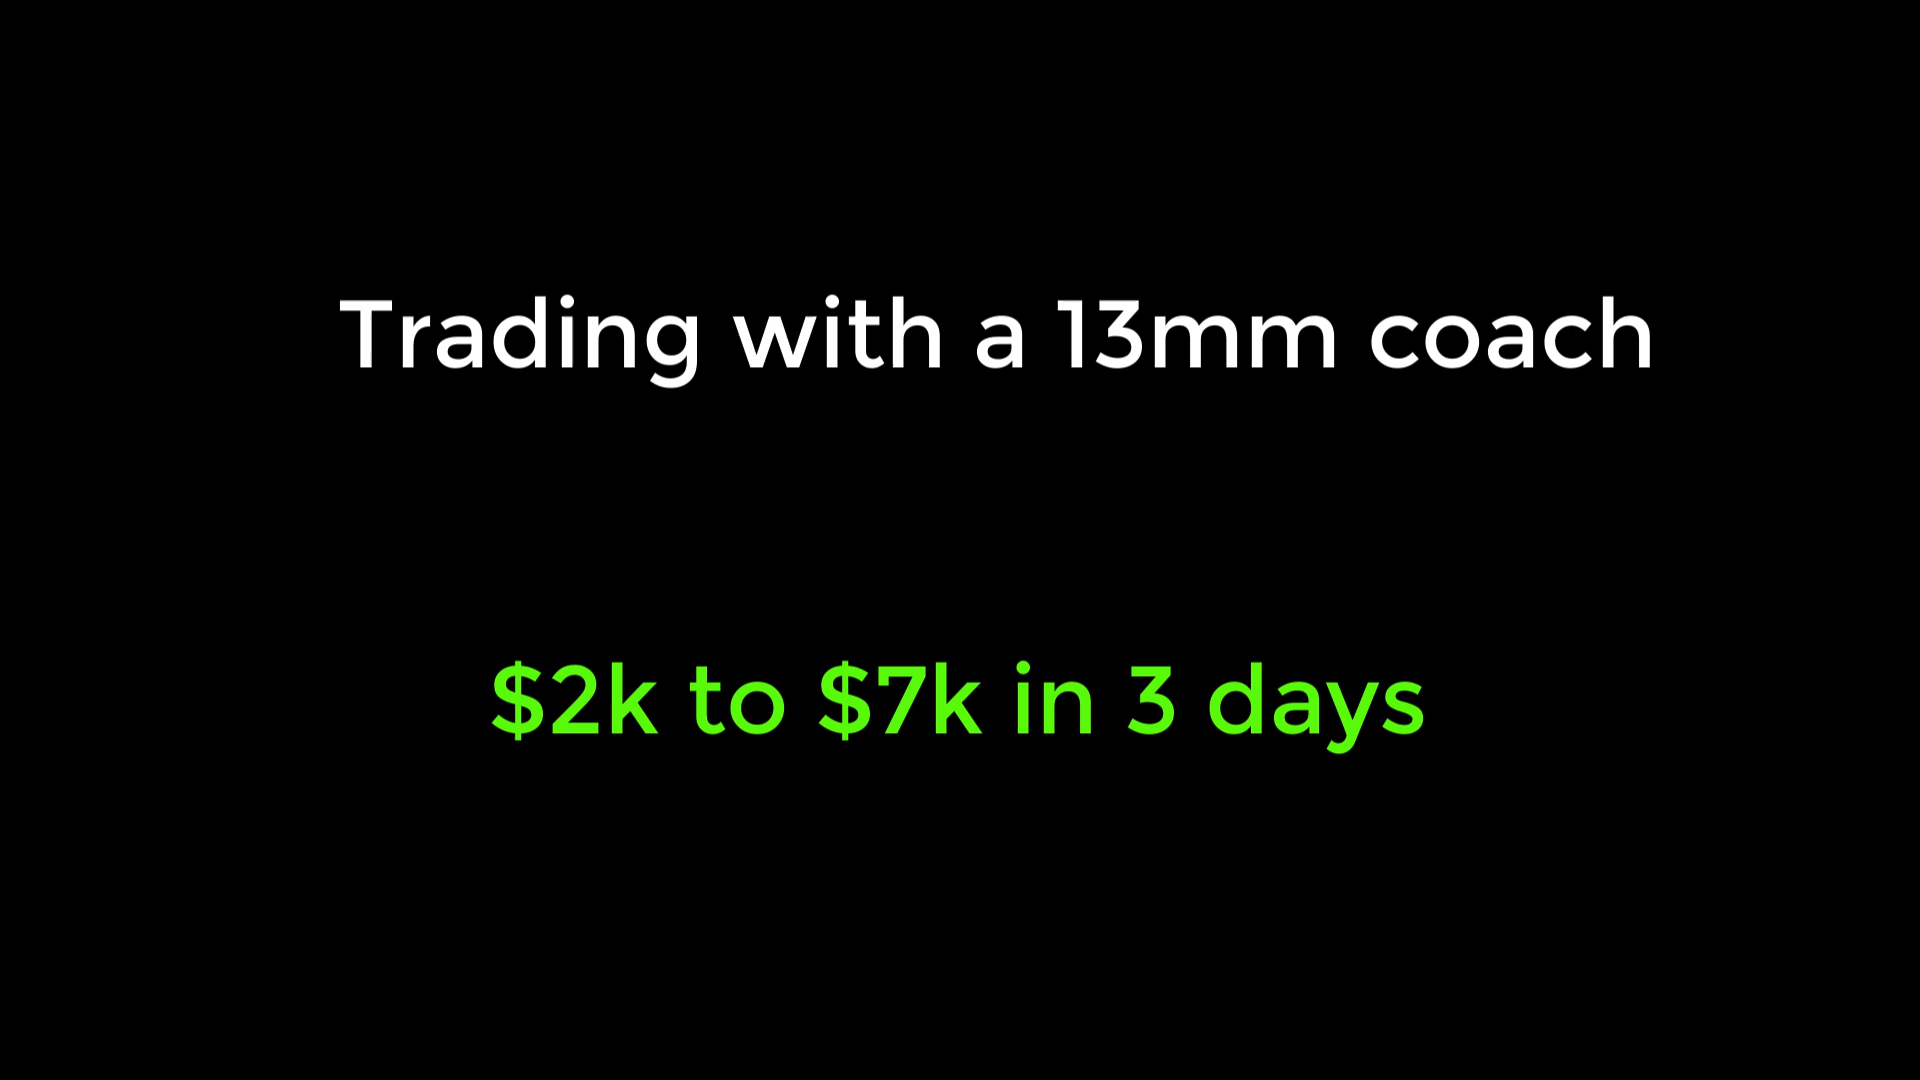 Trading with a 13mm coach
$2k to $7k in 3 days